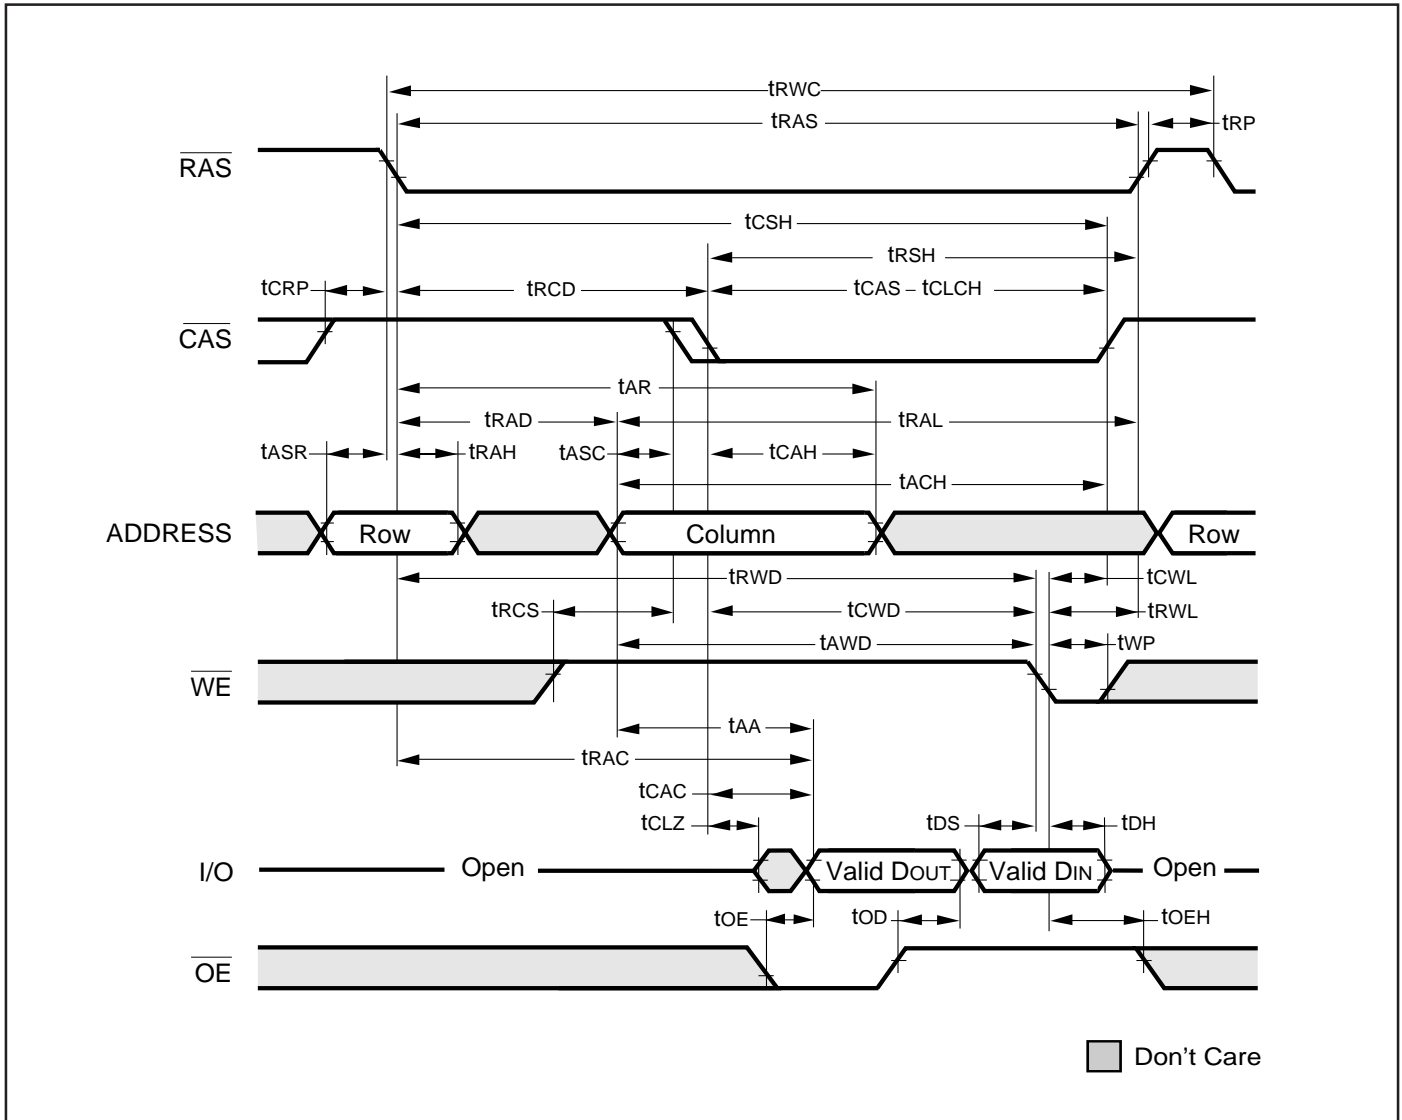 tRWC
tRAS
tRP
RAS
tCSH
tRSH
tCRP
tRCD
tCAS – tCLCH
CAS
tAR
tRAD
tRAL
tASR
tRAH
tASC
tCAH
tACH
ADDRESS
Row
Column
Row
tRWD
tCWL
tRCS
tCWD
tRWL
tAWD
tWP
WE
tAA
tRAC
tCAC
tCLZ
tDS
tDH
I/O
Open
Valid DOUT
Valid DIN
Open
tOE
tOD
tOEH
OE
Don't Care